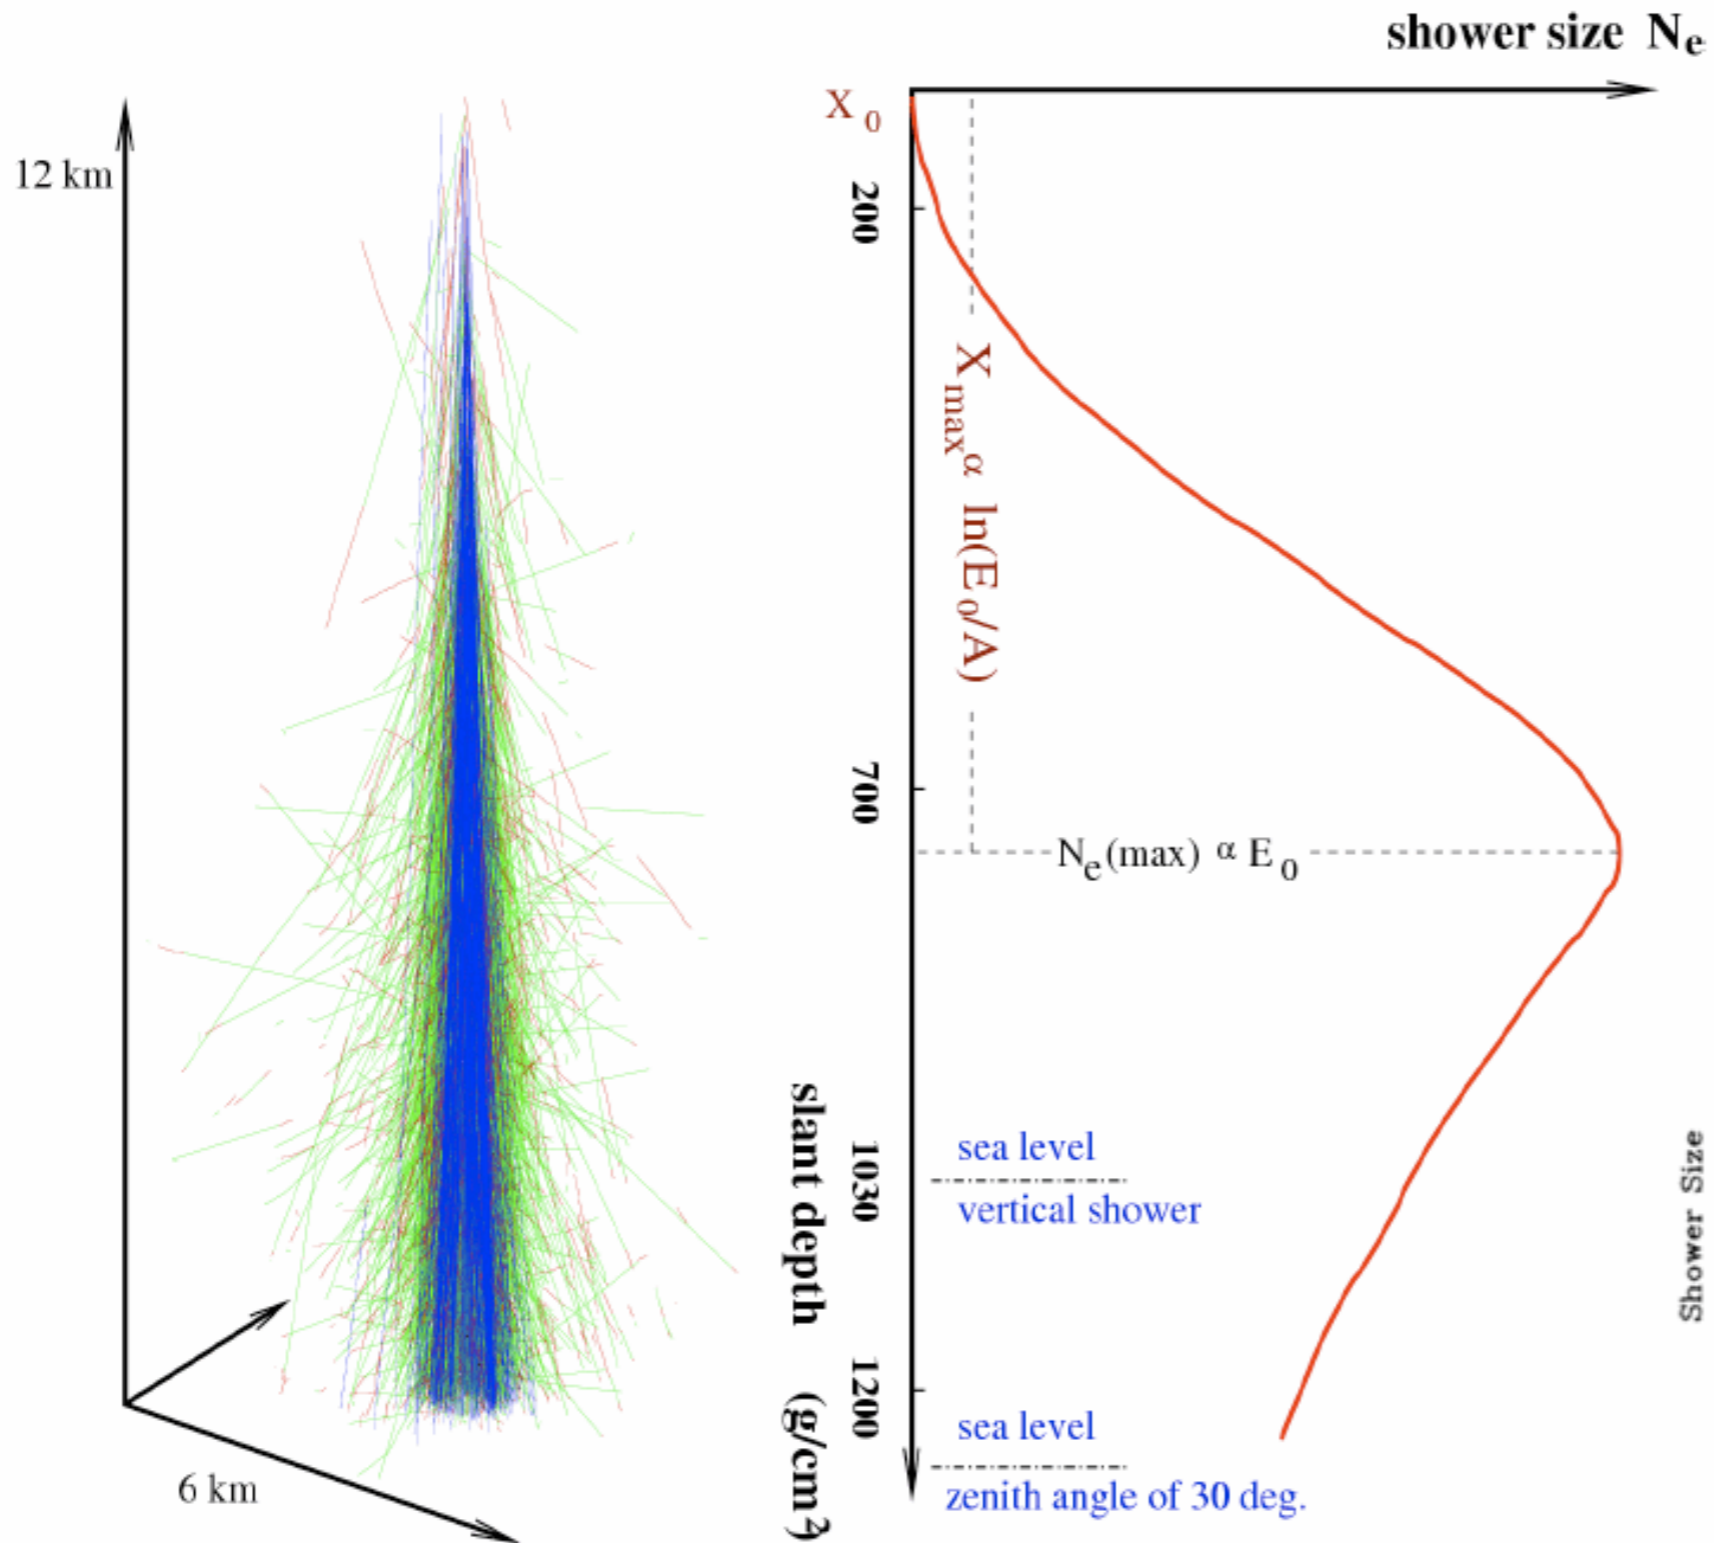 shower size Nₑ
X₀
12 km
200
X_max α ln(E₀/A)
700
Nₑ(max) α E₀
slant depth (g/cm²)
sea level
1030
vertical shower
Shower Size
1200
sea level
zenith angle of 30 deg.
6 km